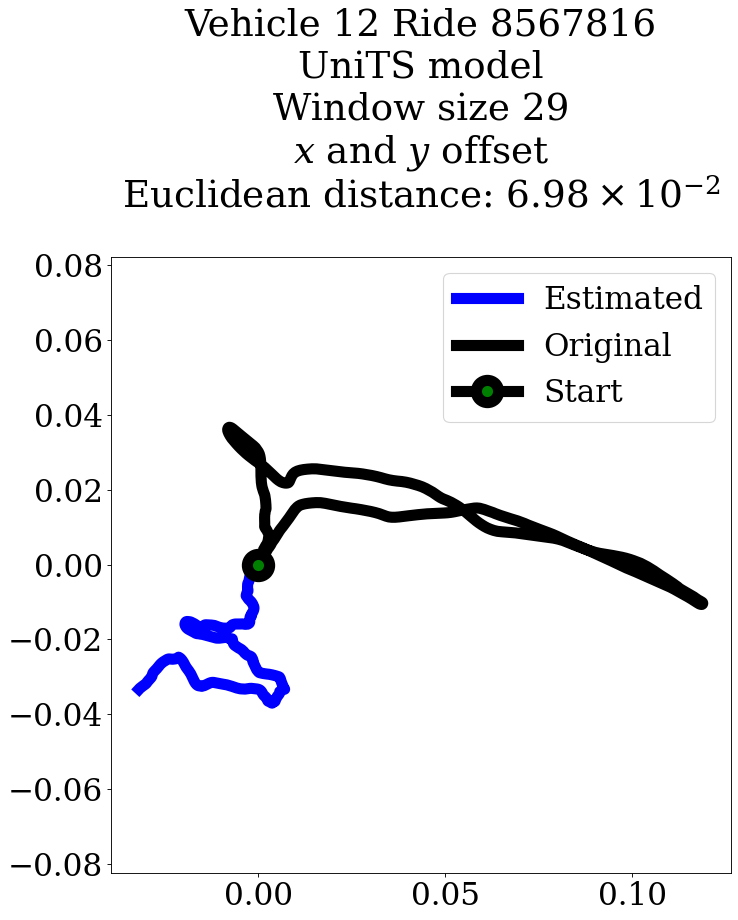 Vehicle 12 Ride 8567816
UniTS model
Window size 29
x and y offset
Euclidean distance: 6.98 × 10⁻²
0.08
Estimated
0.06
Original
0.04
Start
0.02
0.00
−0.02
−0.04
−0.06
−0.08
0.00 0.05 0.10